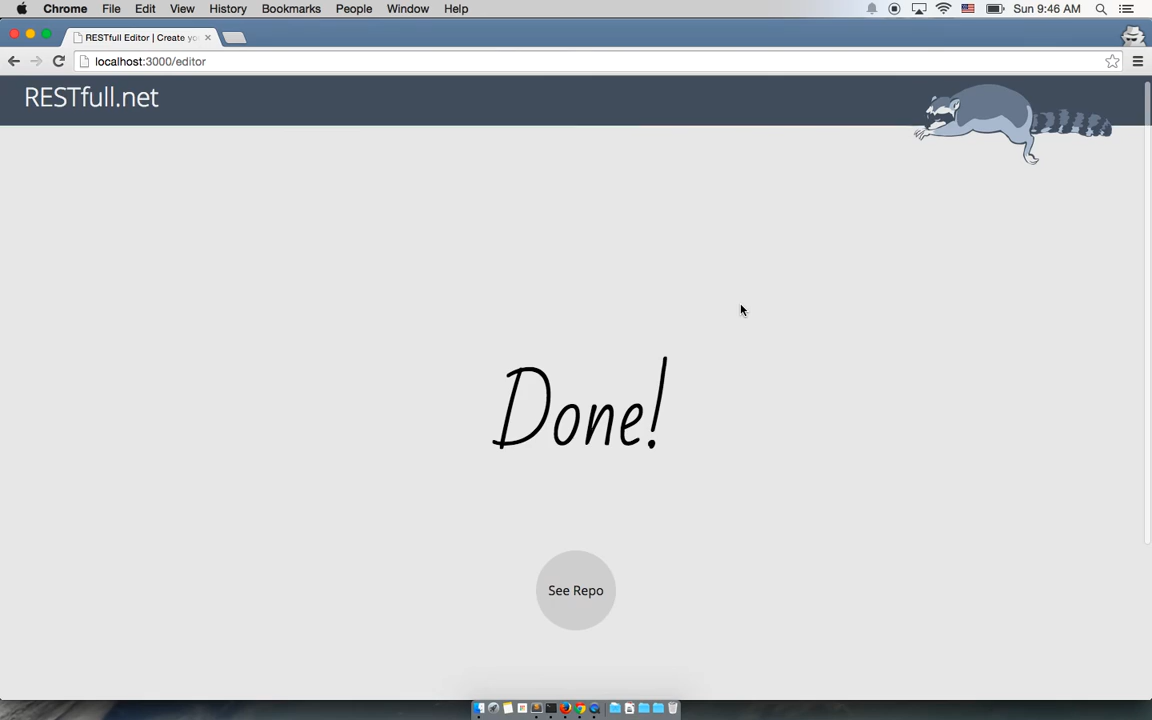 Chrome File Edit View History Bookmarks People Window Help Sun 9:46 AM
RESTfull Editor | Create yo
localhost:3000/editor
RESTfull.net
Done!
See Repo